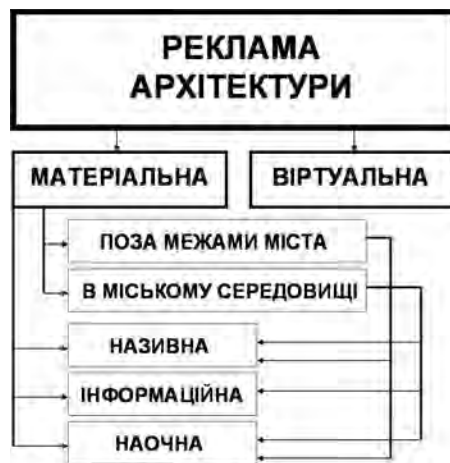 РЕКЛАМА
АРХІТЕКТУРИ
МАТЕРІАЛЬНА
ВІРТУАЛЬНА
ПОЗА МЕЖАМИ МІСТА
В МІСЬКОМУ СЕРЕДОВИЩІ
НАЗИВНА
ІНФОРМАЦІЙНА
НАОЧНА